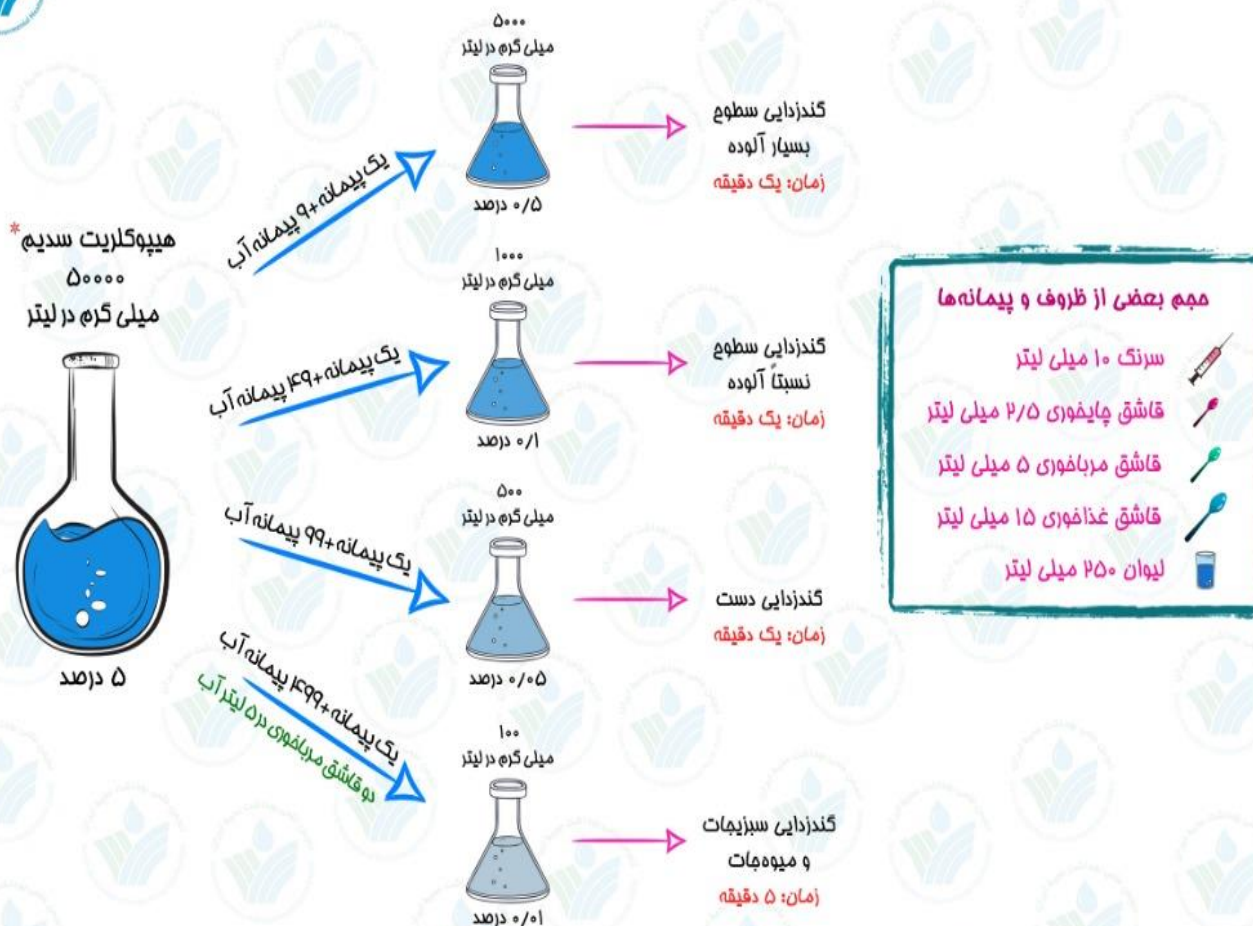 هیپوکلریت سدیم*
۵۰۰۰۰
میلی گرم در لیتر
۵ درصد
یک پیمانه+۹ پیمانه آب
۵۰۰۰
میلی گرم در لیتر
۰/۵ درصد
گندزدایی سطوح
بسیار آلوده
زمان: یک دقیقه
یک پیمانه+۴۹ پیمانه آب
۱۰۰۰
میلی گرم در لیتر
۰/۱ درصد
گندزدایی سطوح
نسبتاً آلوده
زمان: یک دقیقه
یک پیمانه+۹۹ پیمانه آب
۵۰۰
میلی گرم در لیتر
۰/۰۵ درصد
گندزدایی دست
زمان: یک دقیقه
یک پیمانه+۴۹۹ پیمانه آب
دو قاشق مرباخوری در ۵ لیتر آب
۱۰۰
میلی گرم در لیتر
۰/۰۱ درصد
گندزدایی سبزیجات
و میوه‌جات
زمان: ۵ دقیقه
حجم بعضی از ظروف و پیمانه‌ها
سرنگ ۱۰ میلی لیتر
قاشق چایخوری ۲/۵ میلی لیتر
قاشق مرباخوری ۵ میلی لیتر
قاشق غذاخوری ۱۵ میلی لیتر
لیوان ۲۵۰ میلی لیتر